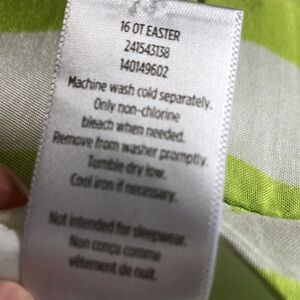 16 OT EASTER
241543138
140149602
Machine wash cold separately.
Only non-chlorine
bleach when needed.
Remove from washer promptly.
Tumble dry low.
Cool iron if necessary.
Not intended for sleepwear.
Non conçu comme
vêtement de nuit.